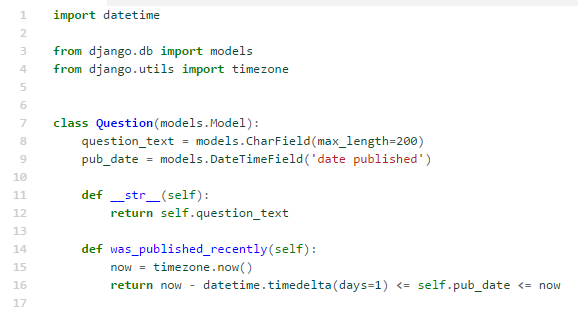 1 import datetime
2
3 from django.db import models
4 from django.utils import timezone
5
6
7 class Question(models.Model):
8     question_text = models.CharField(max_length=200)
9     pub_date = models.DateTimeField('date published')
10
11     def __str__(self):
12         return self.question_text
13
14     def was_published_recently(self):
15         now = timezone.now()
16         return now - datetime.timedelta(days=1) <= self.pub_date <= now
17